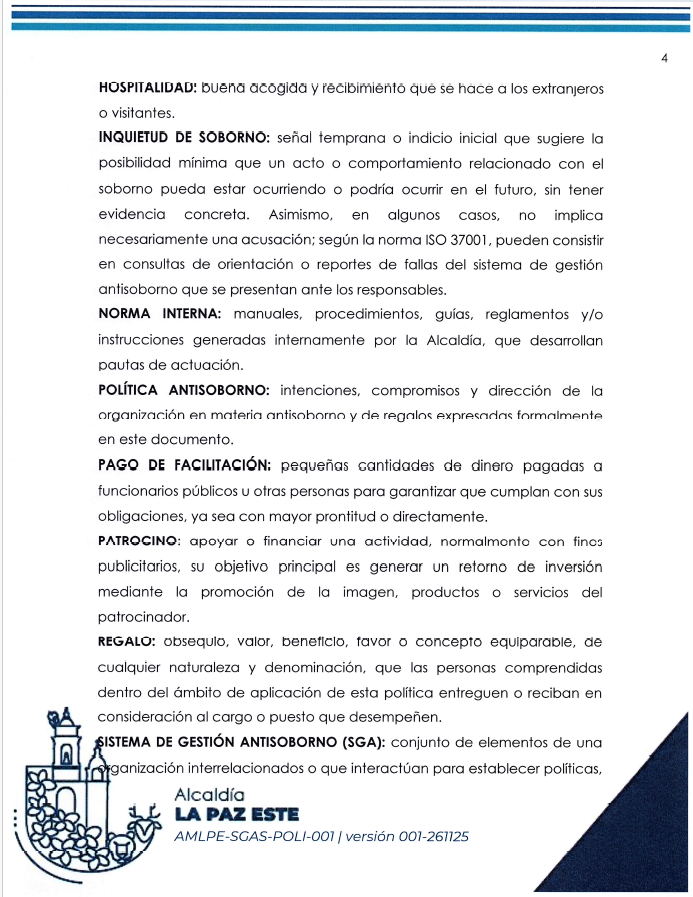 4
HOSPITALIDAD: buena acogida y recibimiento que se hace a los extranjeros
o visitantes.
INQUIETUD DE SOBORNO: señal temprana o indicio inicial que sugiere la
posibilidad mínima que un acto o comportamiento relacionado con el
soborno pueda estar ocurriendo o podría ocurrir en el futuro, sin tener
evidencia concreta. Asimismo, en algunos casos, no implica
necesariamente una acusación; según la norma ISO 37001, pueden consistir
en consultas de orientación o reportes de fallas del sistema de gestión
antisoborno que se presentan ante los responsables.
NORMA INTERNA: manuales, procedimientos, guías, reglamentos y/o
instrucciones generadas internamente por la Alcaldía, que desarrollan
pautas de actuación.
POLÍTICA ANTISOBORNO: intenciones, compromisos y dirección de la
organización en materia antisoborno y de regalos expresadas formalmente
en este documento.
PAGO DE FACILITACIÓN: pequeñas cantidades de dinero pagadas a
funcionarios públicos u otras personas para garantizar que cumplan con sus
obligaciones, ya sea con mayor prontitud o directamente.
PATROCINO: apoyar o financiar una actividad, normalmente con fines
publicitarios, su objetivo principal es generar un retorno de inversión
mediante la promoción de la imagen, productos o servicios del
patrocinador.
REGALO: obsequio, valor, beneficio, favor o concepto equiparable, de
cualquier naturaleza y denominación, que las personas comprendidas
dentro del ámbito de aplicación de esta política entreguen o reciban en
consideración al cargo o puesto que desempeñen.
SISTEMA DE GESTIÓN ANTISOBORNO (SGA): conjunto de elementos de una
organización interrelacionados o que interactúan para establecer políticas,
Alcaldía
LA PAZ ESTE
AMLPE-SGAS-POLI-001 | versión 001-261125